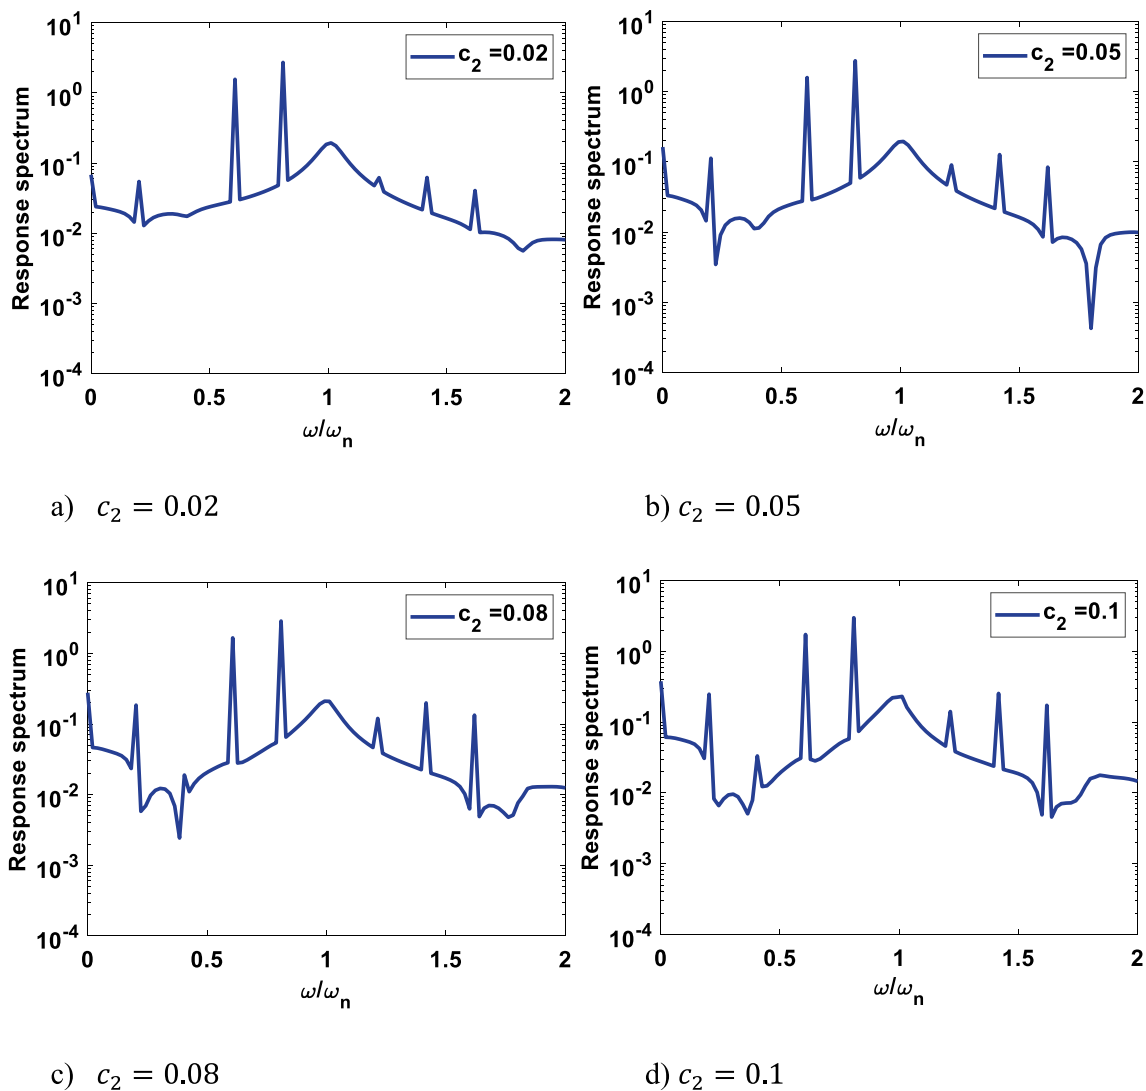 10^1
10^0
10^-1
10^-2
10^-3
10^-4
Response spectrum
c_2 =0.02
0 0.5 1 1.5 2
ω/ω_n
a) c_2 = 0.02
10^1
10^0
10^-1
10^-2
10^-3
10^-4
Response spectrum
c_2 =0.05
0 0.5 1 1.5 2
ω/ω_n
b) c_2 = 0.05
10^1
10^0
10^-1
10^-2
10^-3
10^-4
Response spectrum
c_2 =0.08
0 0.5 1 1.5 2
ω/ω_n
c) c_2 = 0.08
10^1
10^0
10^-1
10^-2
10^-3
10^-4
Response spectrum
c_2 =0.1
0 0.5 1 1.5 2
ω/ω_n
d) c_2 = 0.1